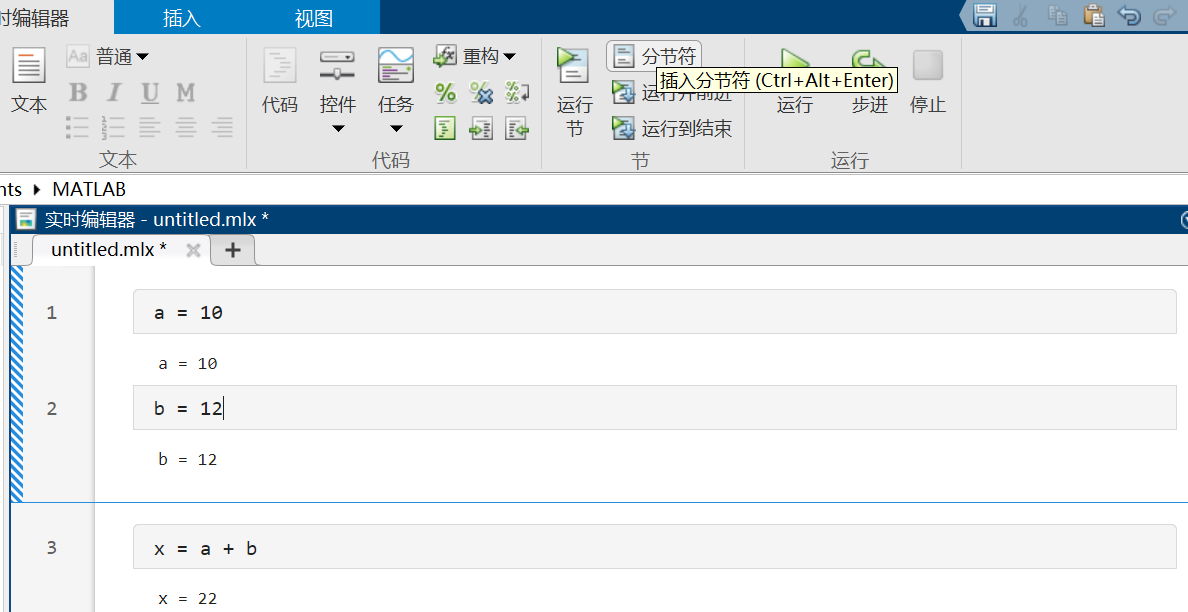 时编辑器 插入 视图
Aa 普通
重构
分节符
插入分节符 (Ctrl+Alt+Enter)
B I U M
%
文本 代码 控件 任务 运行 节 运行并前进 运行 步进 停止
运行到结束
文本 代码 节 运行
nts MATLAB
实时编辑器 - untitled.mlx *
untitled.mlx * +
1 a = 10
a = 10
2 b = 12
b = 12
3 x = a + b
x = 22